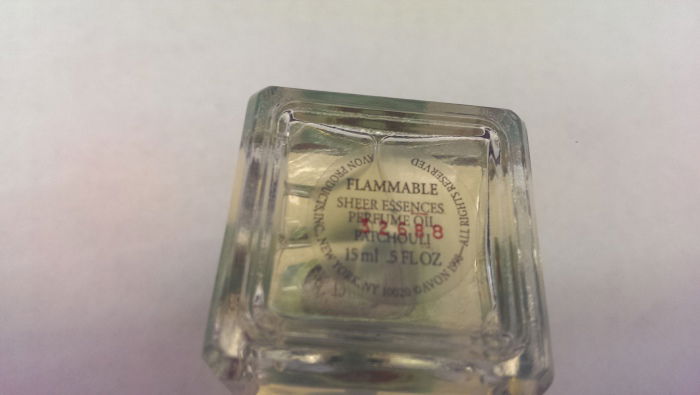 FLAMMABLE
SHEER ESSENCES
PERFUME OIL
32688
PATCHOULI
15 ml .5 FL OZ
AVON PRODUCTS, INC., NEW YORK, NY 10020 © AVON ALL RIGHTS RESERVED